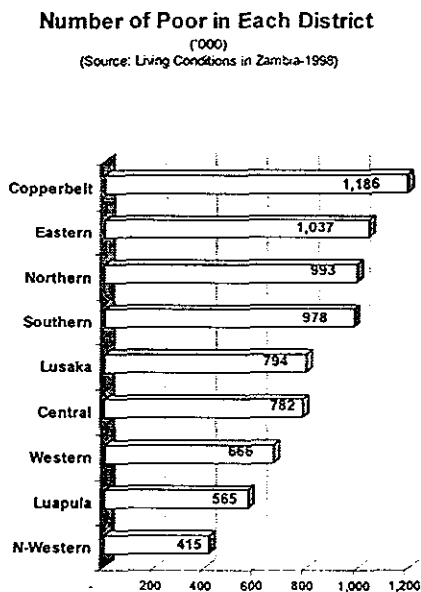 Number of Poor in Each District
('000)
(Source: Living Conditions in Zambia-1998)
Copperbelt 1,186
Eastern 1,037
Northern 993
Southern 978
Lusaka 794
Central 782
Western 666
Luapula 565
N-Western 415
- 200 400 600 800 1,000 1,200